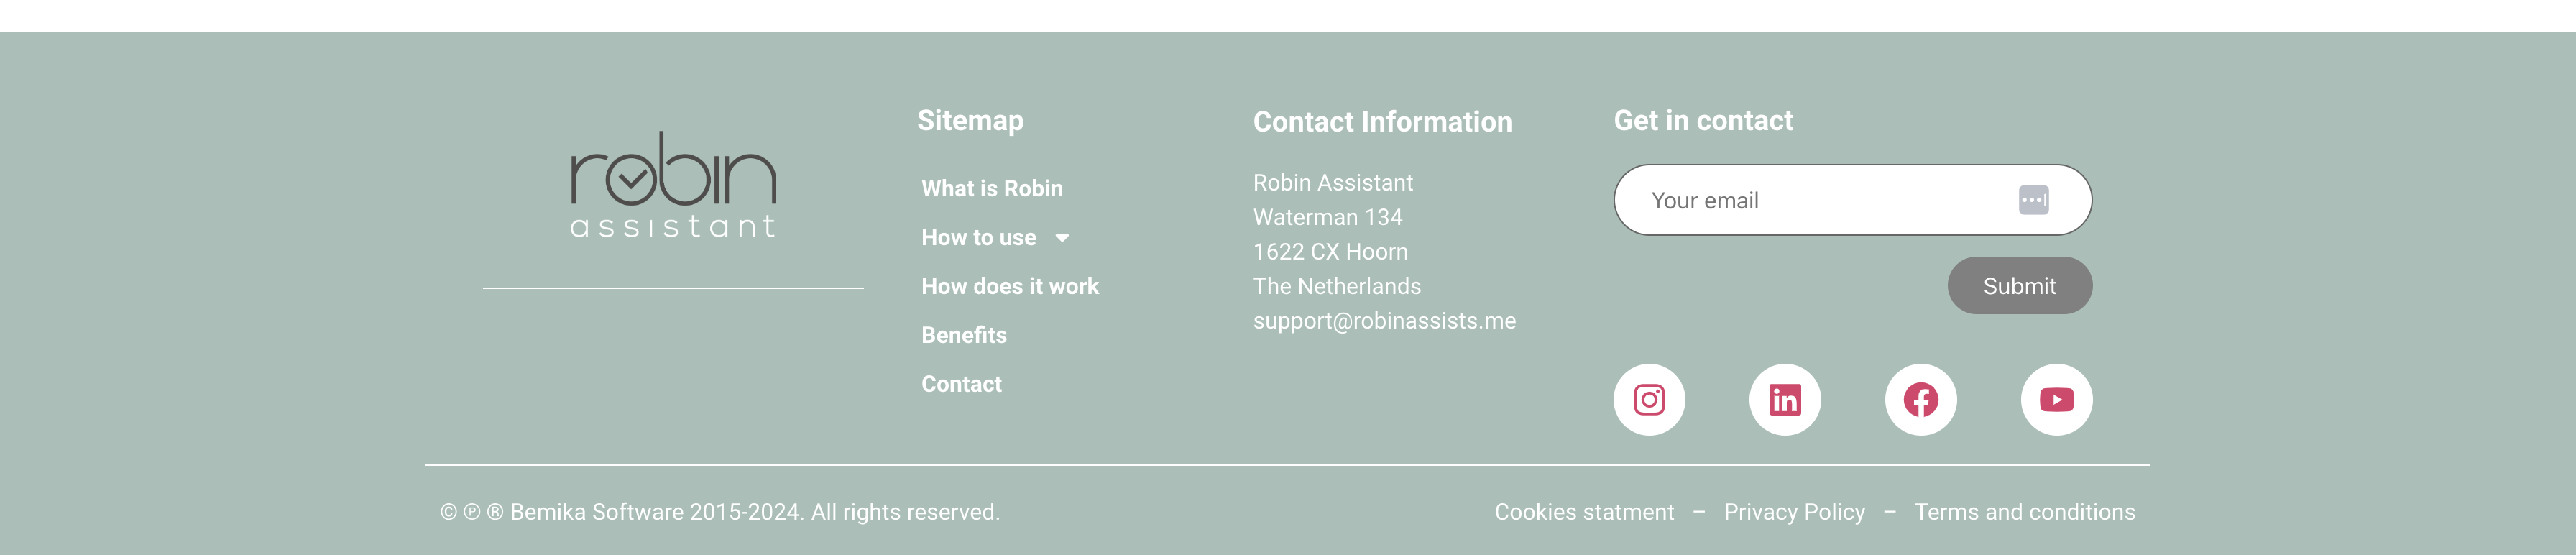 robin
assistant
Sitemap
What is Robin
How to use
How does it work
Benefits
Contact
Contact Information
Robin Assistant
Waterman 134
1622 CX Hoorn
The Netherlands
support@robinassists.me
Get in contact
Your email
Submit
© ℗ ® Bemika Software 2015-2024. All rights reserved.
Cookies statment – Privacy Policy – Terms and conditions